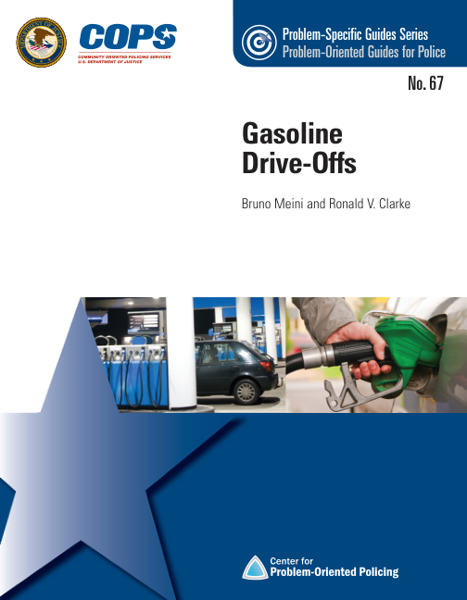 COPS
COMMUNITY ORIENTED POLICING SERVICES
U.S. DEPARTMENT OF JUSTICE
Problem-Specific Guides Series
Problem-Oriented Guides for Police
No. 67
Gasoline
Drive-Offs
Bruno Meini and Ronald V. Clarke
Center for
Problem-Oriented Policing